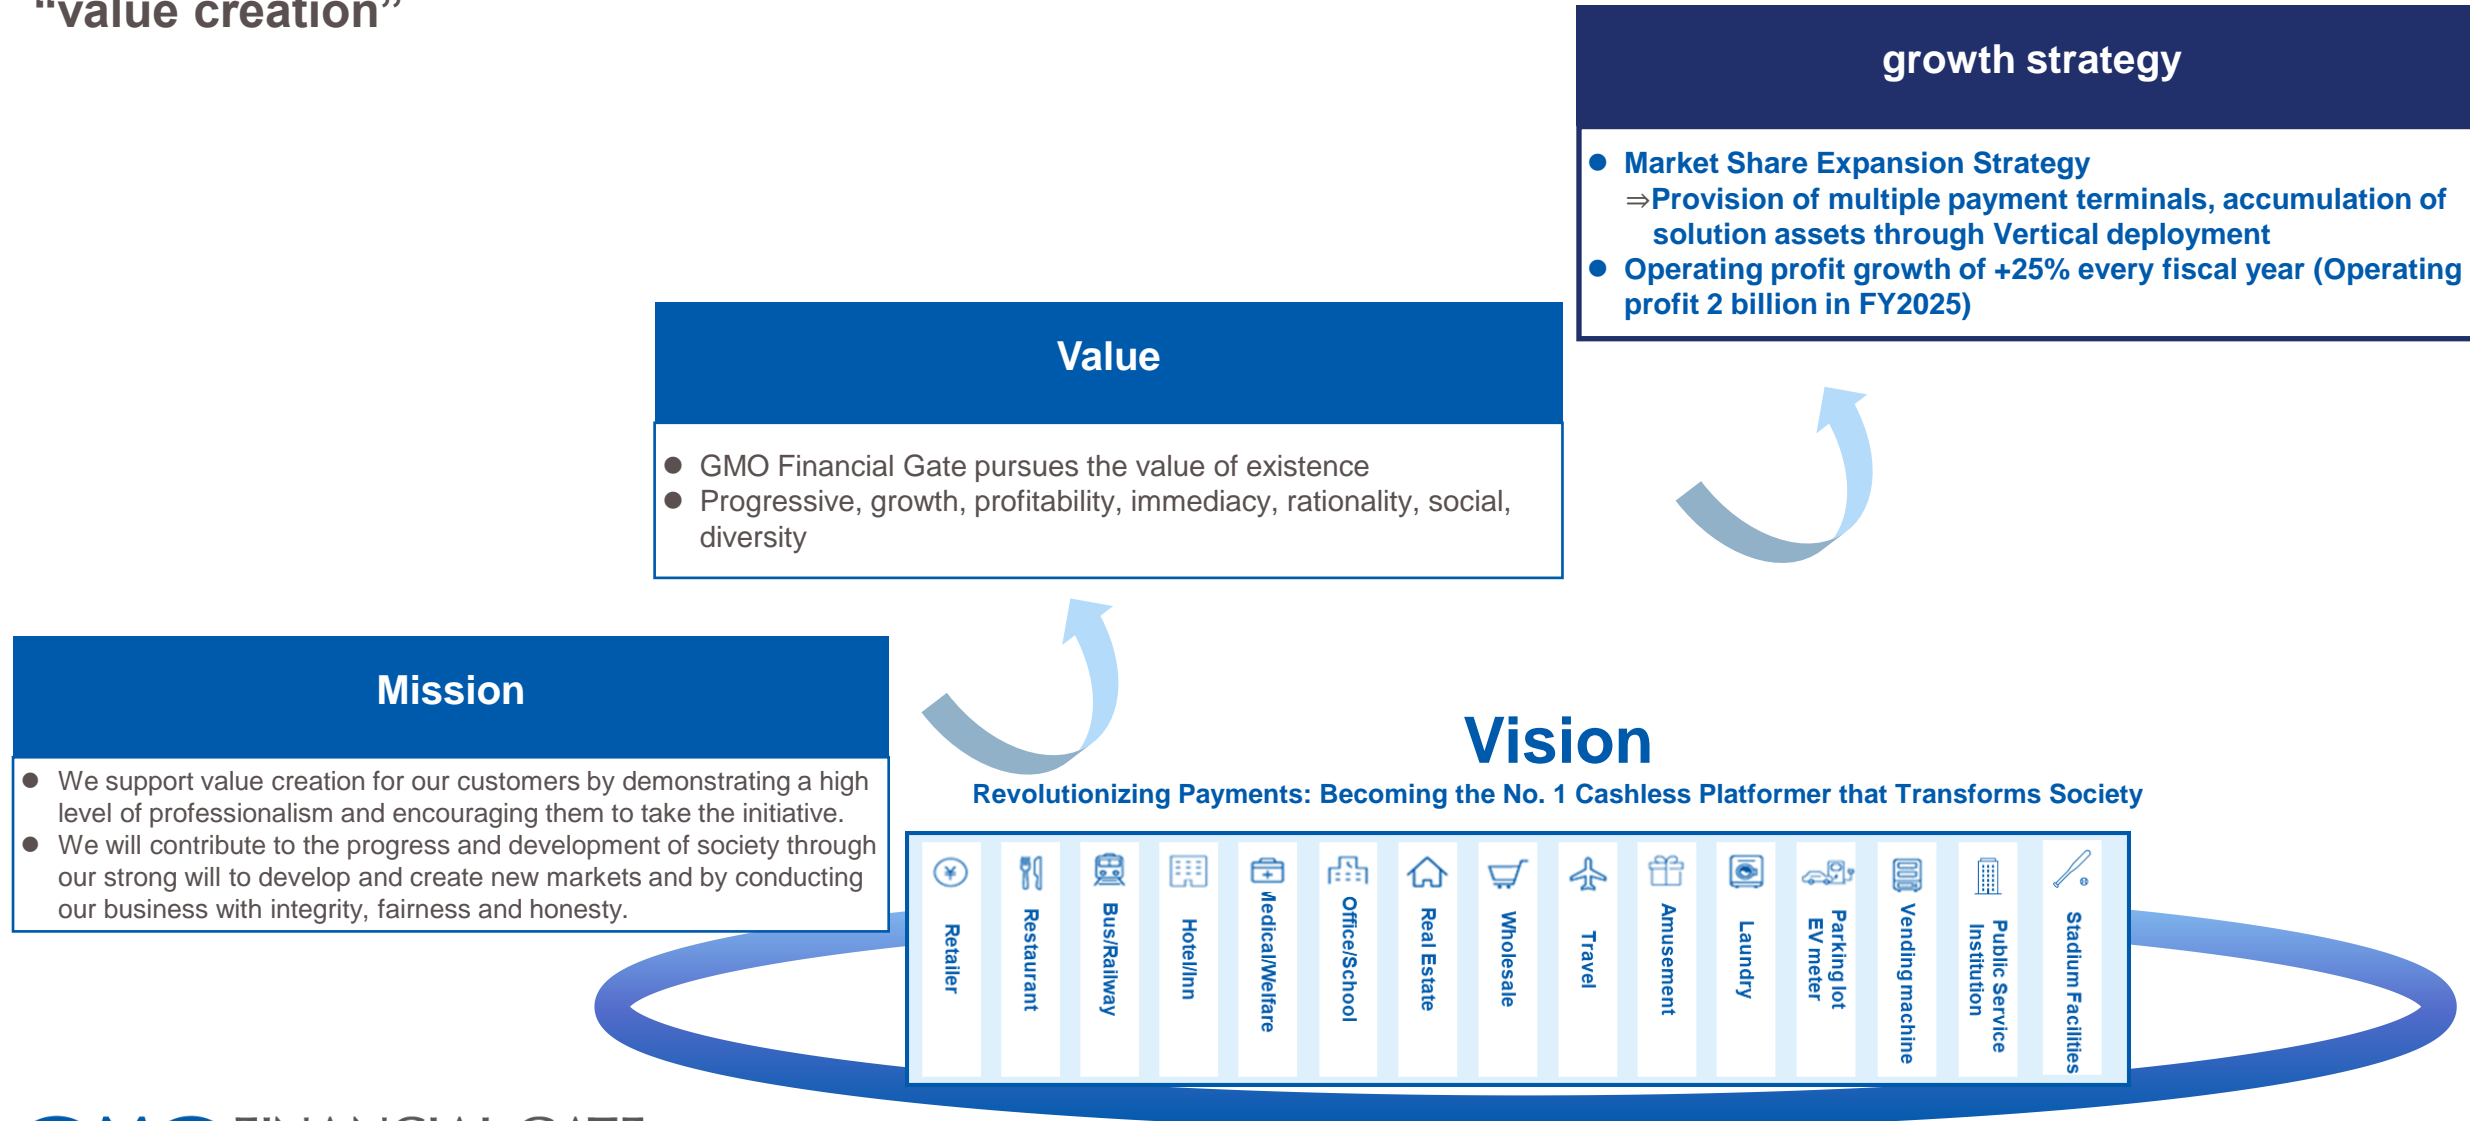 “value creation”
growth strategy
● Market Share Expansion Strategy
⇒Provision of multiple payment terminals, accumulation of
solution assets through Vertical deployment
● Operating profit growth of +25% every fiscal year (Operating
profit 2 billion in FY2025)
Value
● GMO Financial Gate pursues the value of existence
● Progressive, growth, profitability, immediacy, rationality, social,
diversity
Mission
● We support value creation for our customers by demonstrating a high
level of professionalism and encouraging them to take the initiative.
● We will contribute to the progress and development of society through
our strong will to develop and create new markets and by conducting
our business with integrity, fairness and honesty.
Vision
Revolutionizing Payments: Becoming the No. 1 Cashless Platformer that Transforms Society
Retailer
Restaurant
Bus/Railway
Hotel/Inn
Medical/Welfare
Office/School
Real Estate
Wholesale
Travel
Amusement
Laundry
Parking lot
EV meter
Vending machine
Public Service
Institution
Stadium Facilities
GMO FINANCIAL GATE